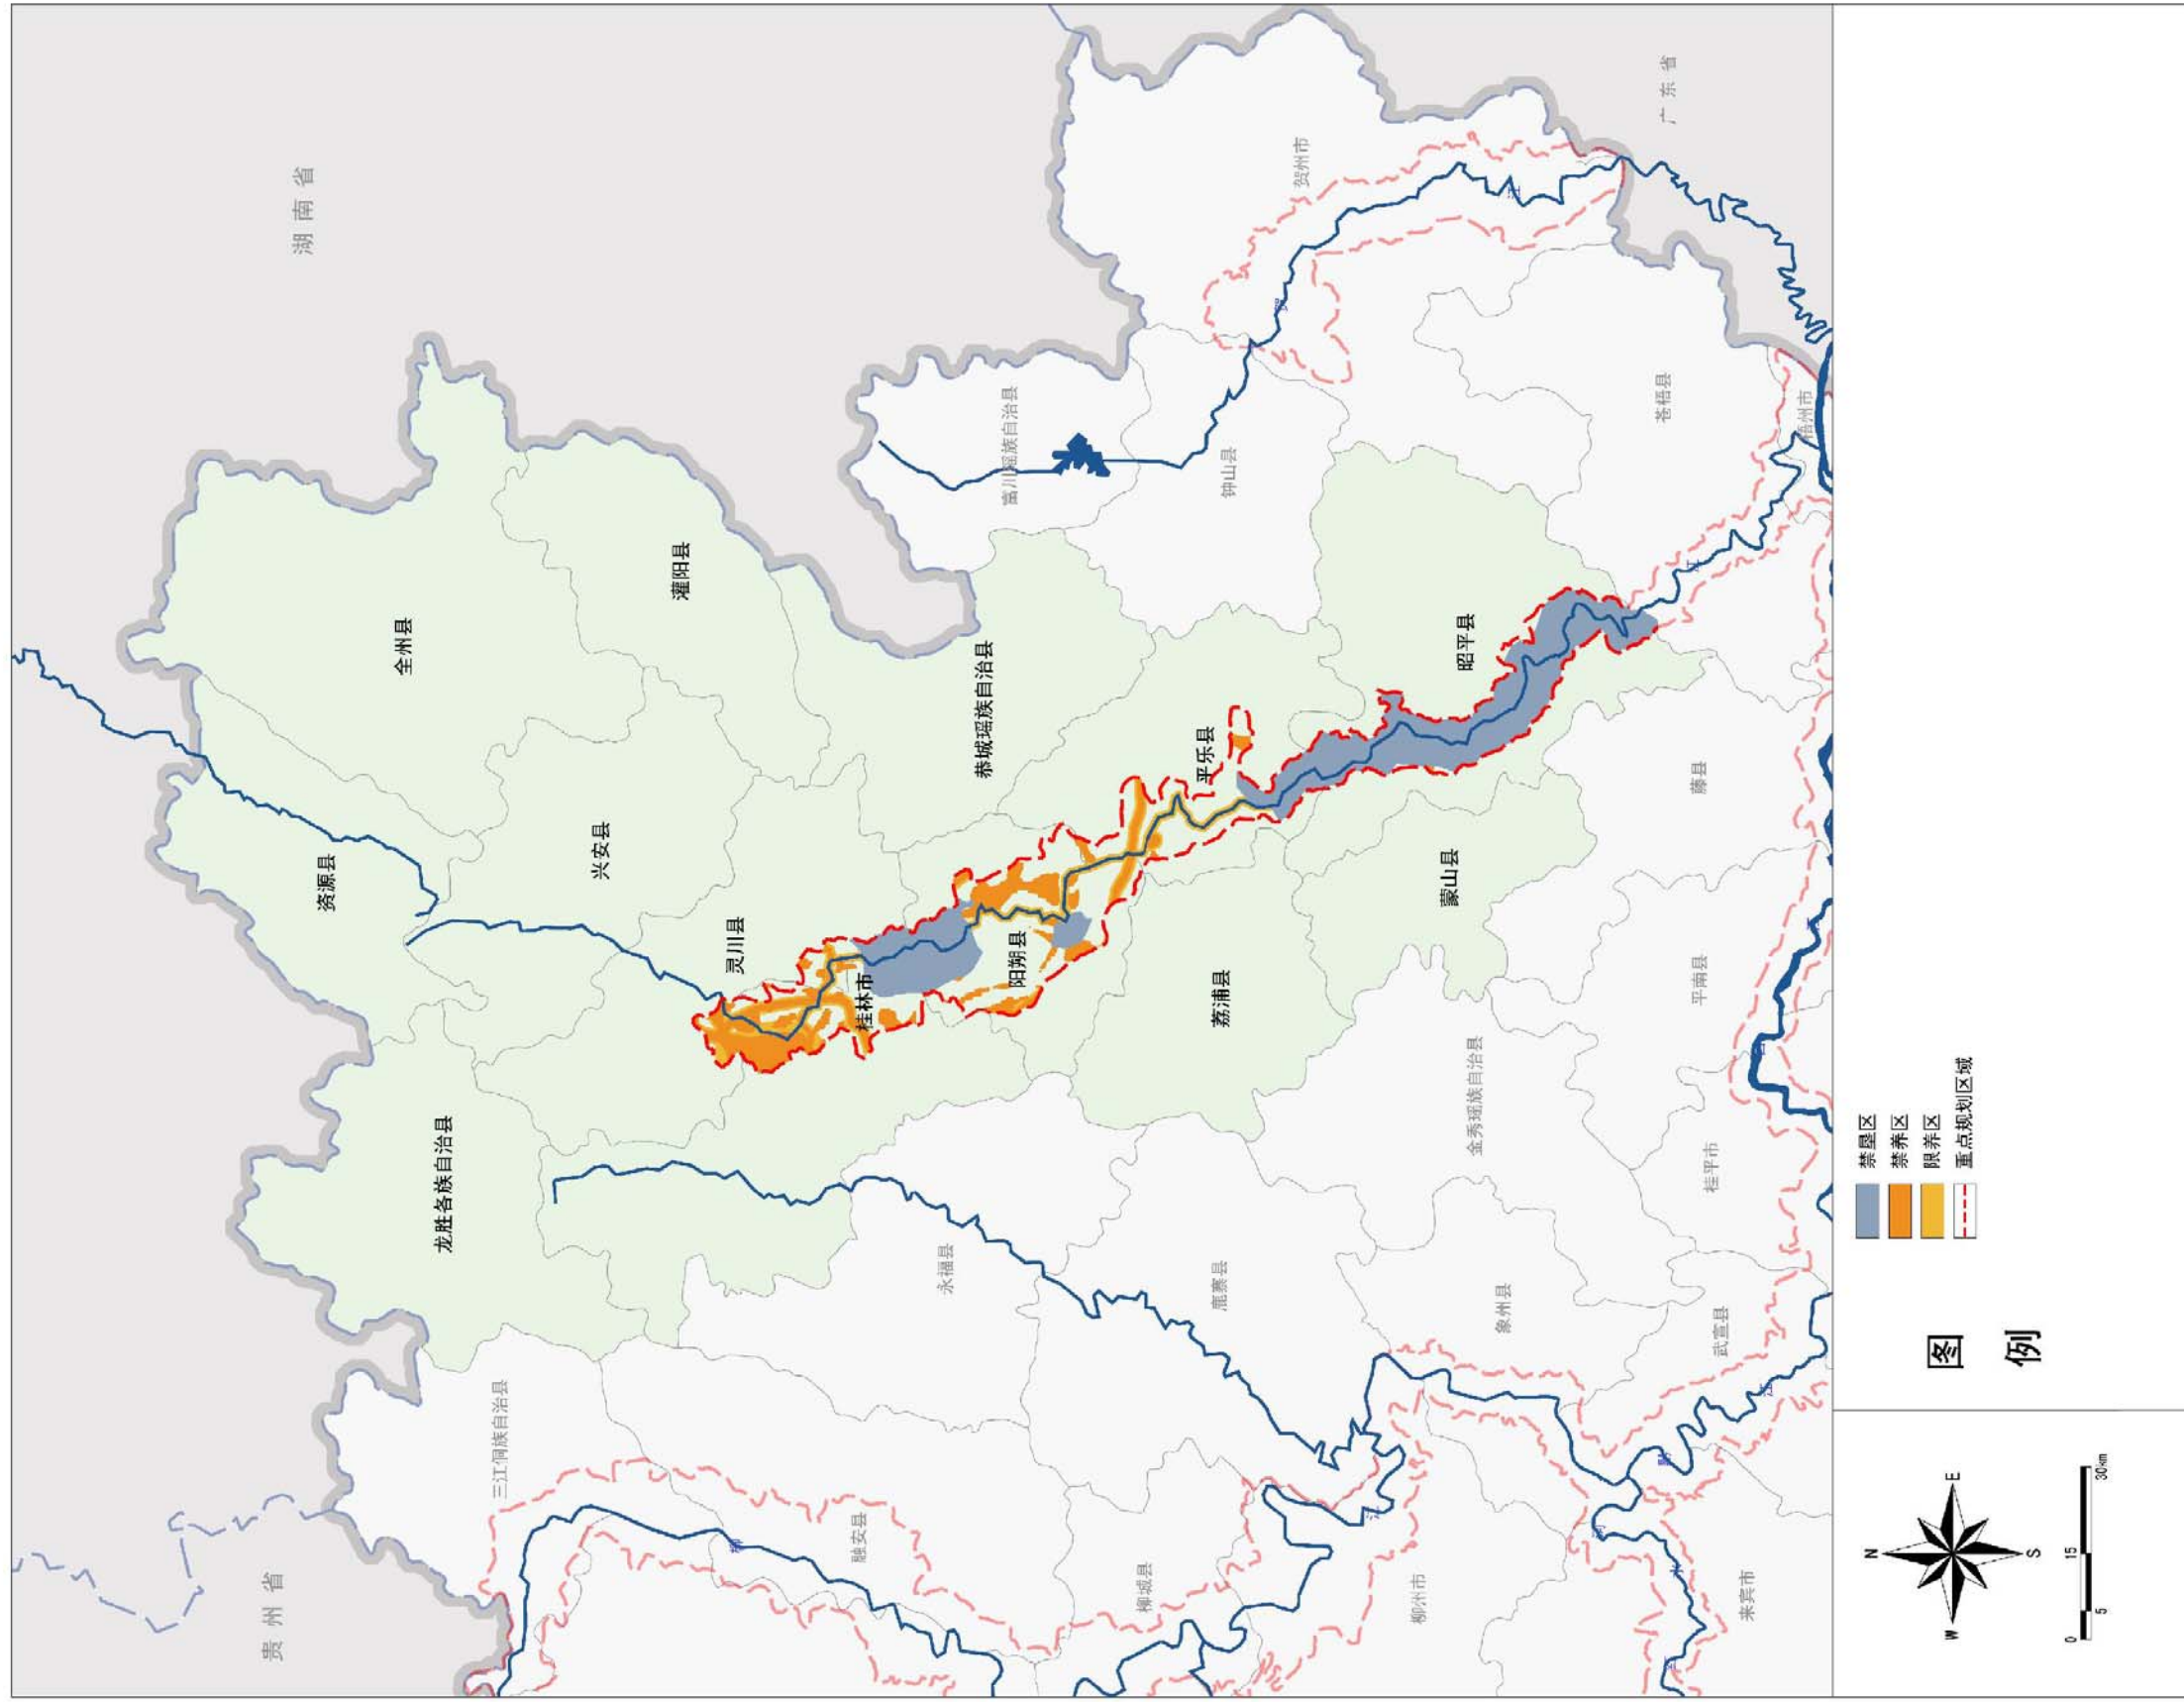 湖南省
贵州省
广东省
全州县
资源县
灌阳县
兴安县
龙胜各族自治县
灵川县
恭城瑶族自治县
富川瑶族自治县
桂林市
阳朔县
平乐县
钟山县
贺州市
贺
江
昭平县
荔浦县
蒙山县
苍梧县
梧州市
江
藤县
平南县
金秀瑶族自治县
桂平市
三江侗族自治县
永福县
融安县
柳
鹿寨县
柳城县
江
柳州市
象州县
武宣县
黔
江
来宾市
图例
禁垦区
禁养区
限养区
重点规划区域
N
E
S
W
0 5 15 30km